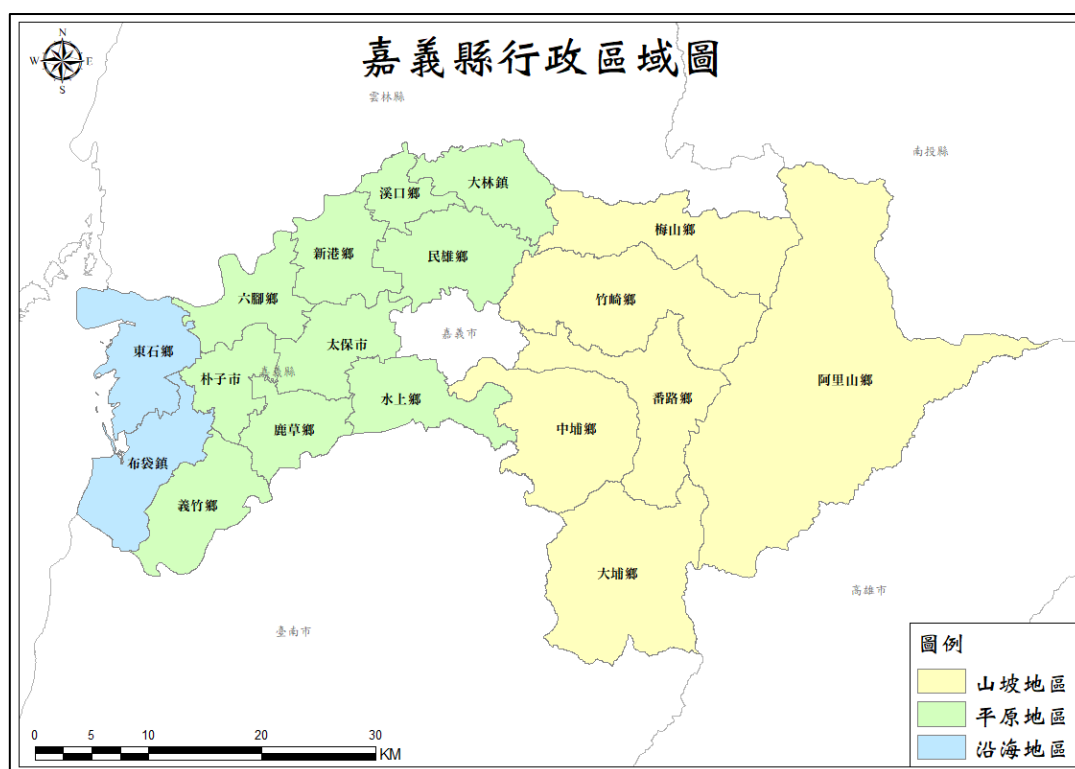 嘉義縣行政區域圖
N
W
E
S
雲林縣
南投縣
大林鎮
溪口鄉
梅山鄉
新港鄉
民雄鄉
六腳鄉
竹崎鄉
嘉義市
太保市
東石鄉
朴子市
嘉義縣
阿里山鄉
水上鄉
番路鄉
鹿草鄉
中埔鄉
布袋鎮
義竹鄉
大埔鄉
高雄市
臺南市
圖例
山坡地區
平原地區
沿海地區
0 5 10 20 30
KM